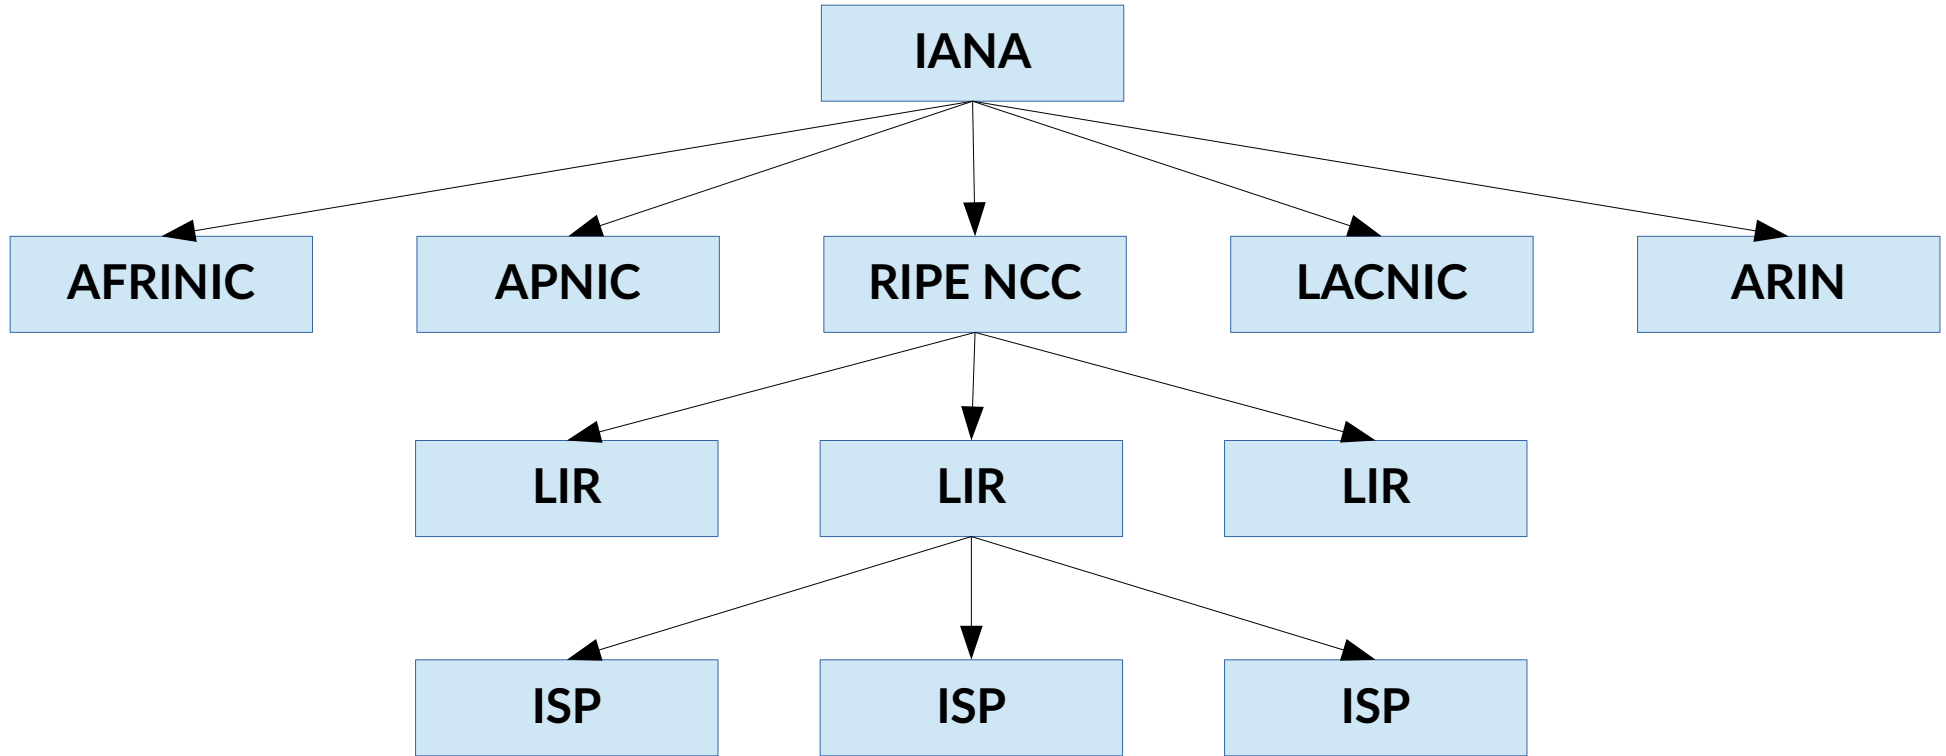 IANA
AFRINIC
APNIC
RIPE NCC
LACNIC
ARIN
LIR
LIR
LIR
ISP
ISP
ISP